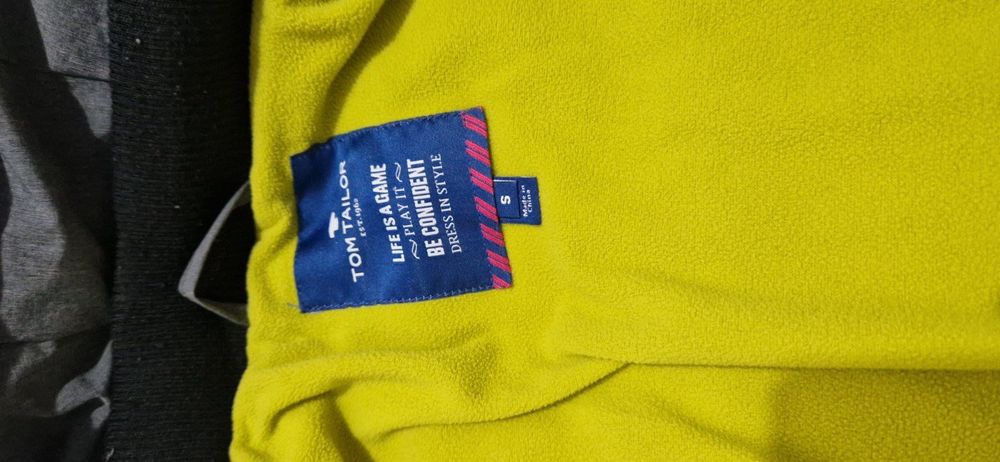 TOM TAILOR
EST. 1962
LIFE IS A GAME
PLAY IT
BE CONFIDENT
DRESS IN STYLE
S
Made in
China